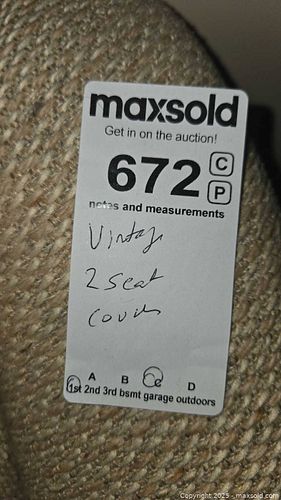 maxsold
Get in on the auction!
672 C
P
notes and measurements
Vintage
2 Seat
couch
A B C D
1st 2nd 3rd bsmt garage outdoors
Copyright 2025 - maxsold.com